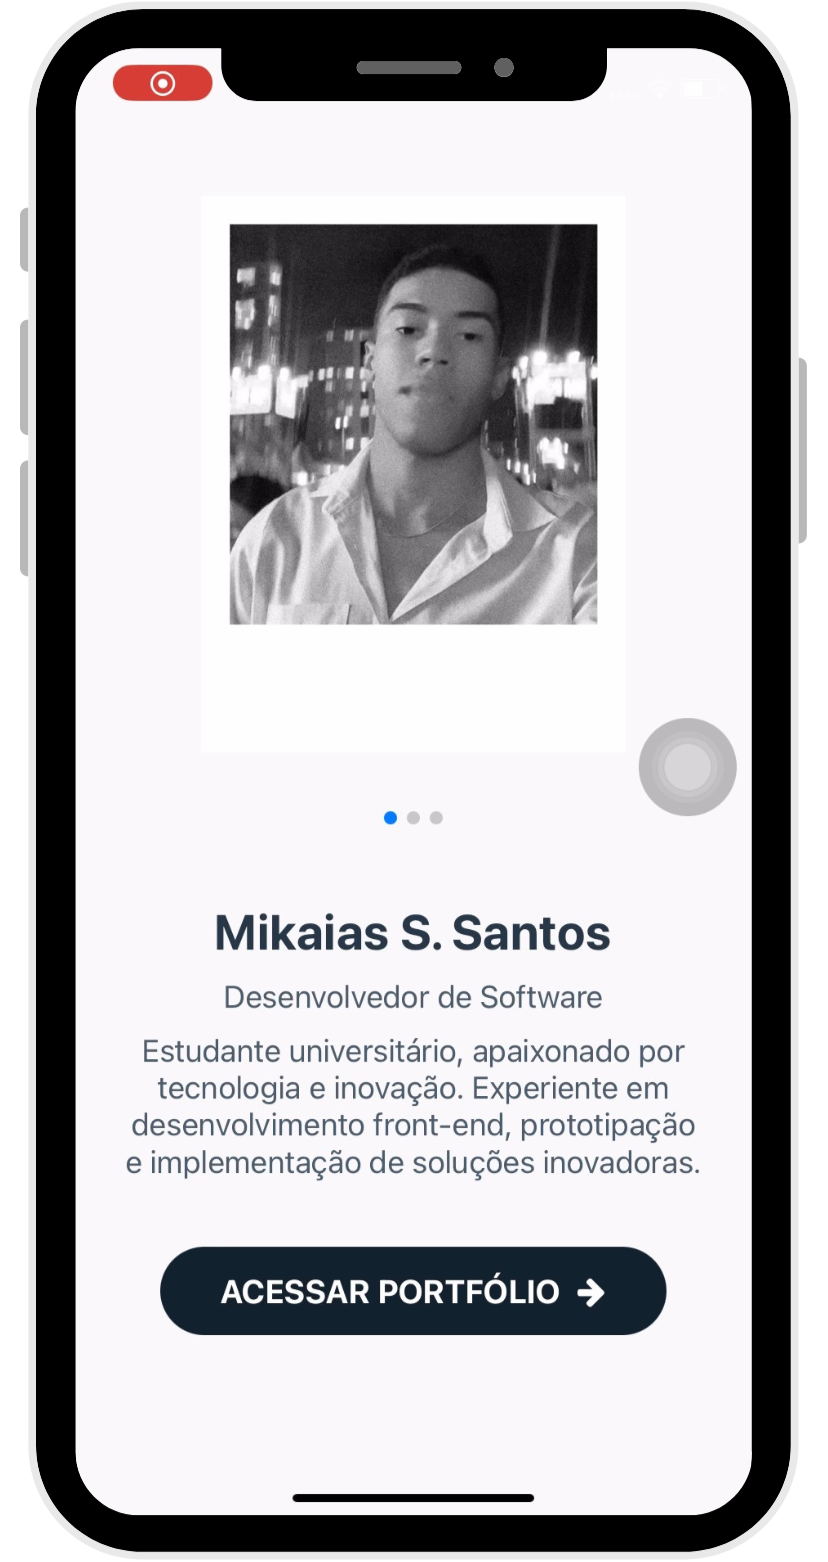 Mikaias S. Santos
Desenvolvedor de Software
Estudante universitário, apaixonado por
tecnologia e inovação. Experiente em
desenvolvimento front-end, prototipação
e implementação de soluções inovadoras.
ACESSAR PORTFÓLIO